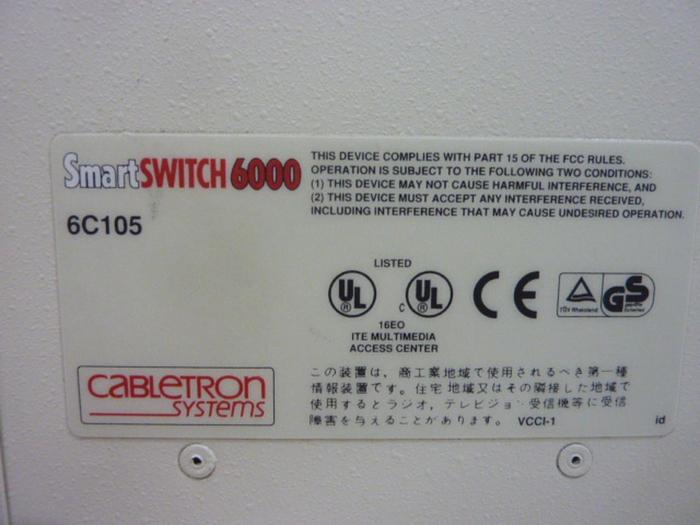 SmartSWITCH 6000
6C105
THIS DEVICE COMPLIES WITH PART 15 OF THE FCC RULES.
OPERATION IS SUBJECT TO THE FOLLOWING TWO CONDITIONS:
(1) THIS DEVICE MAY NOT CAUSE HARMFUL INTERFERENCE, AND
(2) THIS DEVICE MUST ACCEPT ANY INTERFERENCE RECEIVED,
INCLUDING INTERFERENCE THAT MAY CAUSE UNDESIRED OPERATION.
LISTED
UL ® c UL ® CE TÜV Rheinland GS
16EO
ITE MULTIMEDIA
ACCESS CENTER
CABLETRON
SYSTEMS
この装置は、商工業地域で使用されるべき第一種
情報装置です。住宅地域又はその隣接した地域で
使用するとラジオ、テレビジョン受信機等に受信
障害を与えることがあります。 VCCI-1
id